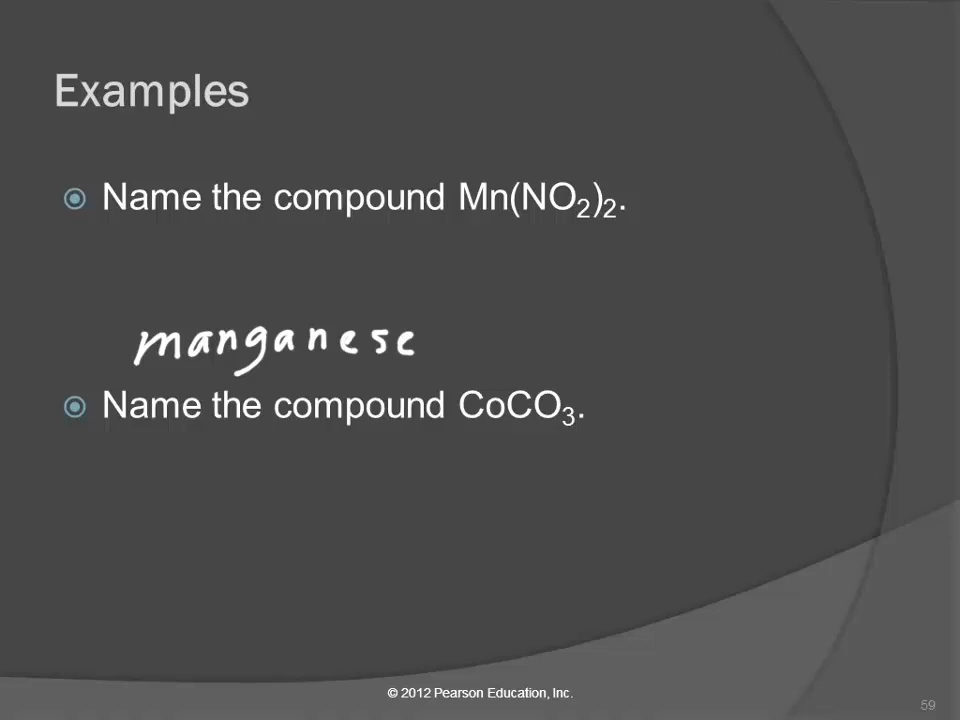 Examples
Name the compound Mn(NO₂)₂.
manganese
Name the compound CoCO₃.
© 2012 Pearson Education, Inc.
59